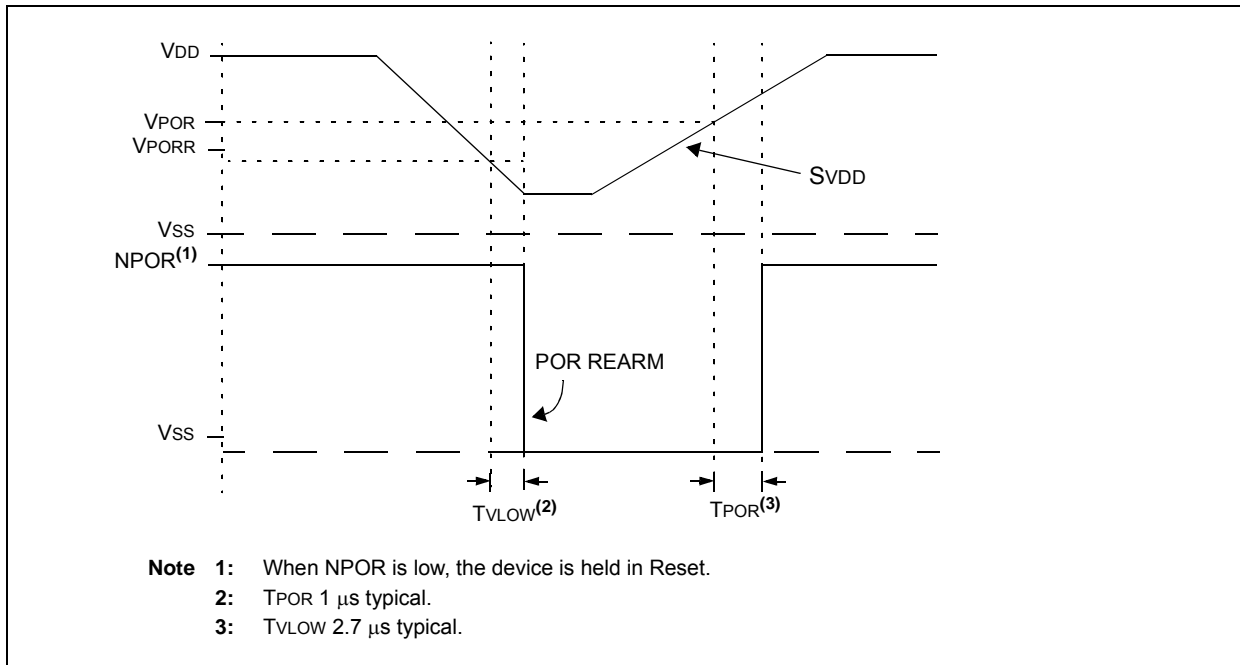 VDD
VPOR
VPORR
SVDD
VSS
NPOR(1)
POR REARM
VSS
TVLOW(2)
TPOR(3)
Note 1: When NPOR is low, the device is held in Reset.
2: TPOR 1 μs typical.
3: TVLOW 2.7 μs typical.